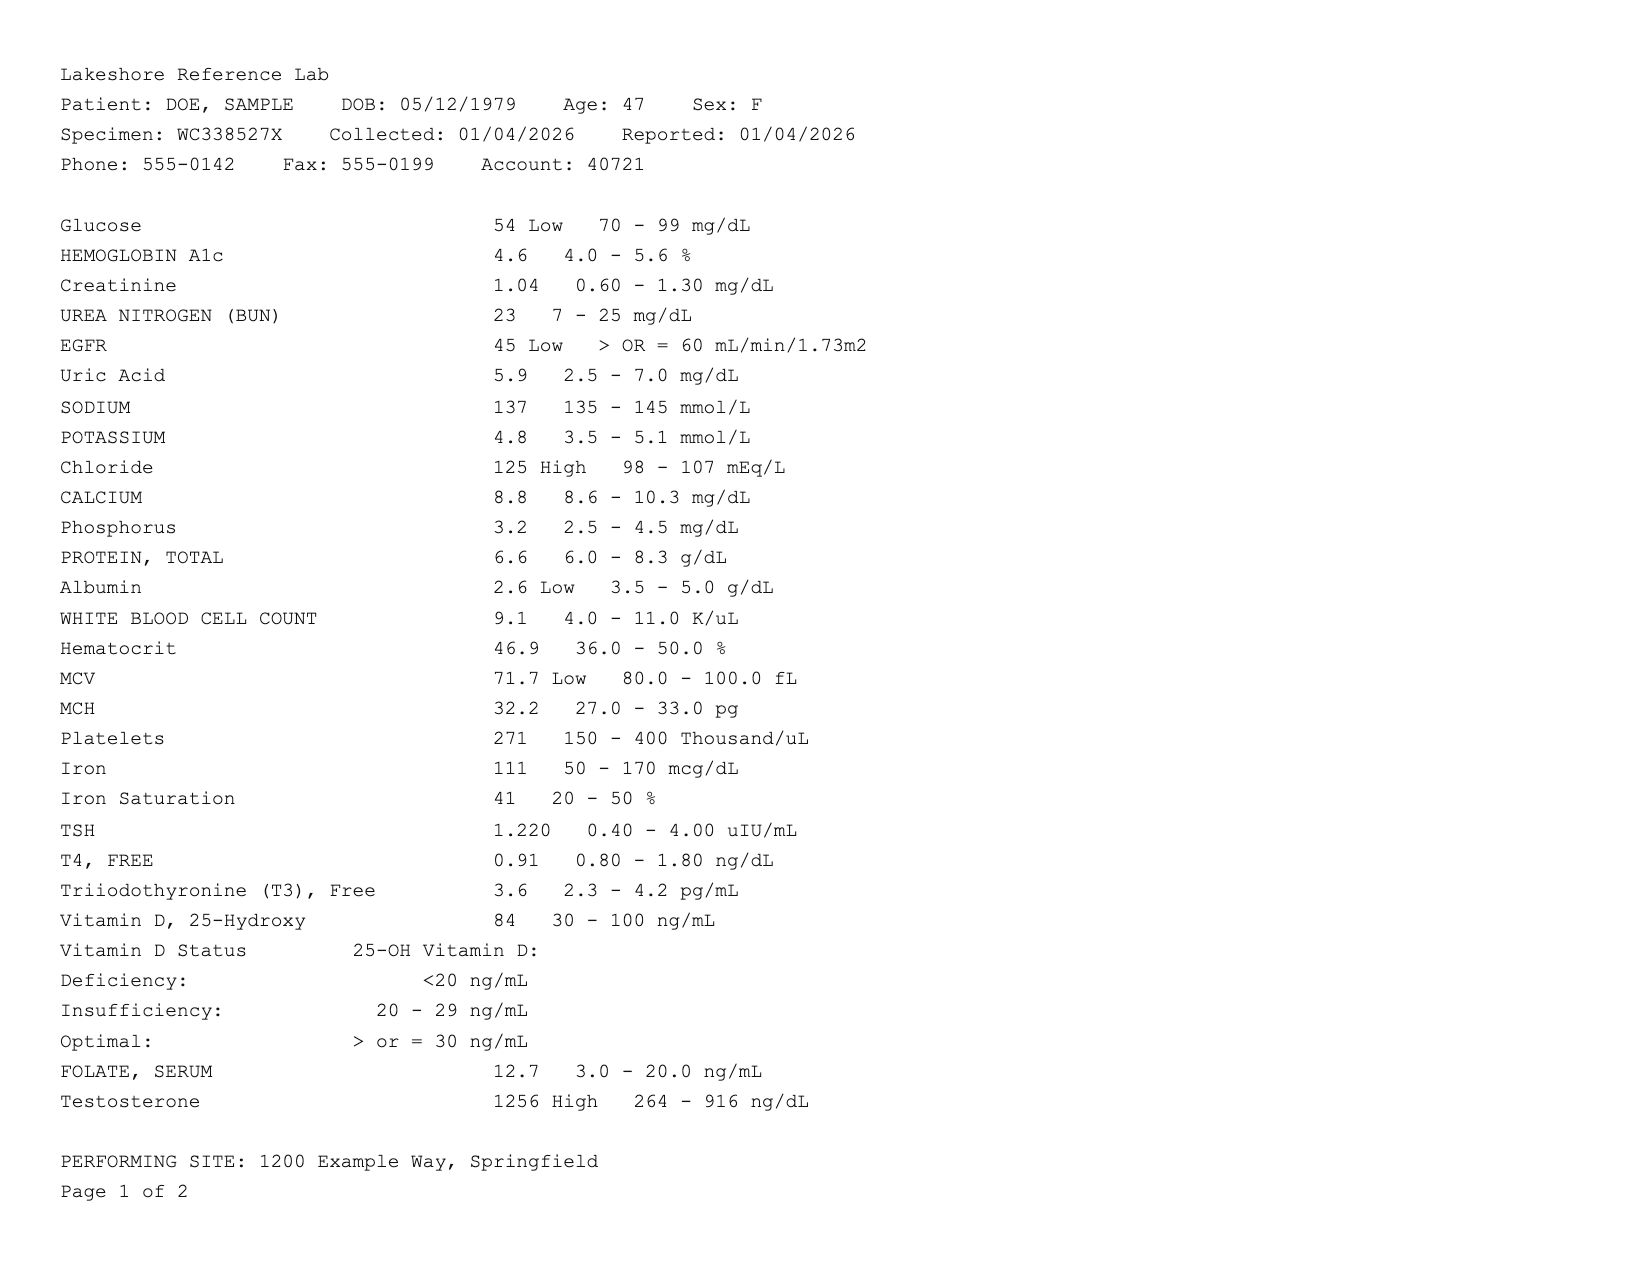 Lakeshore Reference Lab
Patient: DOE, SAMPLE    DOB: 05/12/1979    Age: 47    Sex: F
Specimen: WC338527X    Collected: 01/04/2026    Reported: 01/04/2026
Phone: 555-0142    Fax: 555-0199    Account: 40721
Glucose    54 Low   70 - 99 mg/dL
HEMOGLOBIN A1c    4.6   4.0 - 5.6 %
Creatinine    1.04   0.60 - 1.30 mg/dL
UREA NITROGEN (BUN)    23   7 - 25 mg/dL
EGFR    45 Low   > OR = 60 mL/min/1.73m2
Uric Acid    5.9   2.5 - 7.0 mg/dL
SODIUM    137   135 - 145 mmol/L
POTASSIUM    4.8   3.5 - 5.1 mmol/L
Chloride    125 High   98 - 107 mEq/L
CALCIUM    8.8   8.6 - 10.3 mg/dL
Phosphorus    3.2   2.5 - 4.5 mg/dL
PROTEIN, TOTAL    6.6   6.0 - 8.3 g/dL
Albumin    2.6 Low   3.5 - 5.0 g/dL
WHITE BLOOD CELL COUNT    9.1   4.0 - 11.0 K/uL
Hematocrit    46.9   36.0 - 50.0 %
MCV    71.7 Low   80.0 - 100.0 fL
MCH    32.2   27.0 - 33.0 pg
Platelets    271   150 - 400 Thousand/uL
Iron    111   50 - 170 mcg/dL
Iron Saturation    41   20 - 50 %
TSH    1.220   0.40 - 4.00 uIU/mL
T4, FREE    0.91   0.80 - 1.80 ng/dL
Triiodothyronine (T3), Free    3.6   2.3 - 4.2 pg/mL
Vitamin D, 25-Hydroxy    84   30 - 100 ng/mL
Vitamin D Status    25-OH Vitamin D:
Deficiency:    <20 ng/mL
Insufficiency:    20 - 29 ng/mL
Optimal:    > or = 30 ng/mL
FOLATE, SERUM    12.7   3.0 - 20.0 ng/mL
Testosterone    1256 High   264 - 916 ng/dL
PERFORMING SITE: 1200 Example Way, Springfield
Page 1 of 2